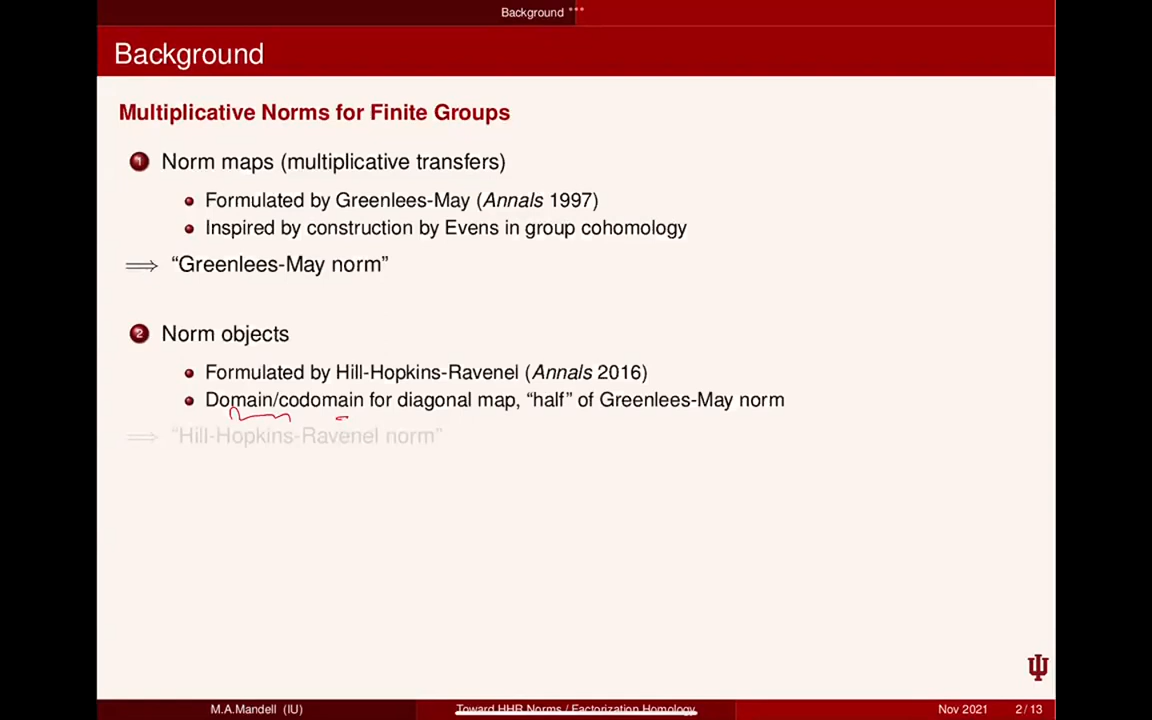 Background
Background
Multiplicative Norms for Finite Groups
1 Norm maps (multiplicative transfers)
Formulated by Greenlees-May (Annals 1997)
Inspired by construction by Evens in group cohomology
⟹ “Greenlees-May norm”
2 Norm objects
Formulated by Hill-Hopkins-Ravenel (Annals 2016)
Domain/codomain for diagonal map, “half” of Greenlees-May norm
⟹ “Hill-Hopkins-Ravenel norm”
M.A.Mandell (IU) Toward HHR Norms / Factorization Homology Nov 2021 2 / 13